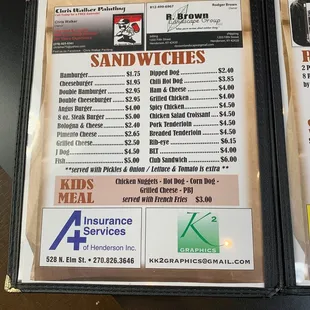 Chris Walker Painting
812-499-6967
R. Brown
Landscape Group
SANDWICHES
Hamburger $1.75
Cheeseburger $1.95
Double Hamburger $2.95
Double Cheeseburger $2.95
Angus Burger $4.00
8 oz. Steak Burger $5.00
Bologna & Cheese $2.40
Pimento Cheese $2.65
Grilled Cheese $2.50
J Dog $4.50
Fish $5.00
Dipped Dog $2.40
Chili Hot Dog $3.85
Ham & Cheese $4.00
Grilled Chicken $4.00
Spicy Chicken $4.50
Chicken Salad Croissant $4.50
Pork Tenderloin $4.50
Breaded Tenderloin $4.50
Rib-eye $6.15
BLT $4.00
Club Sandwich $6.00
**served with Pickles & Onion / Lettuce & Tomato is extra **
KIDS MEAL
Chicken Nuggets - Hot Dog - Corn Dog -
Grilled Cheese - PBJ
served with French Fries $3.00
A+ Insurance
Services
of Henderson Inc.
528 N. Elm St. • 270.826.3646
K2
GRAPHICS
KK2GRAPHICS@GMAIL.COM